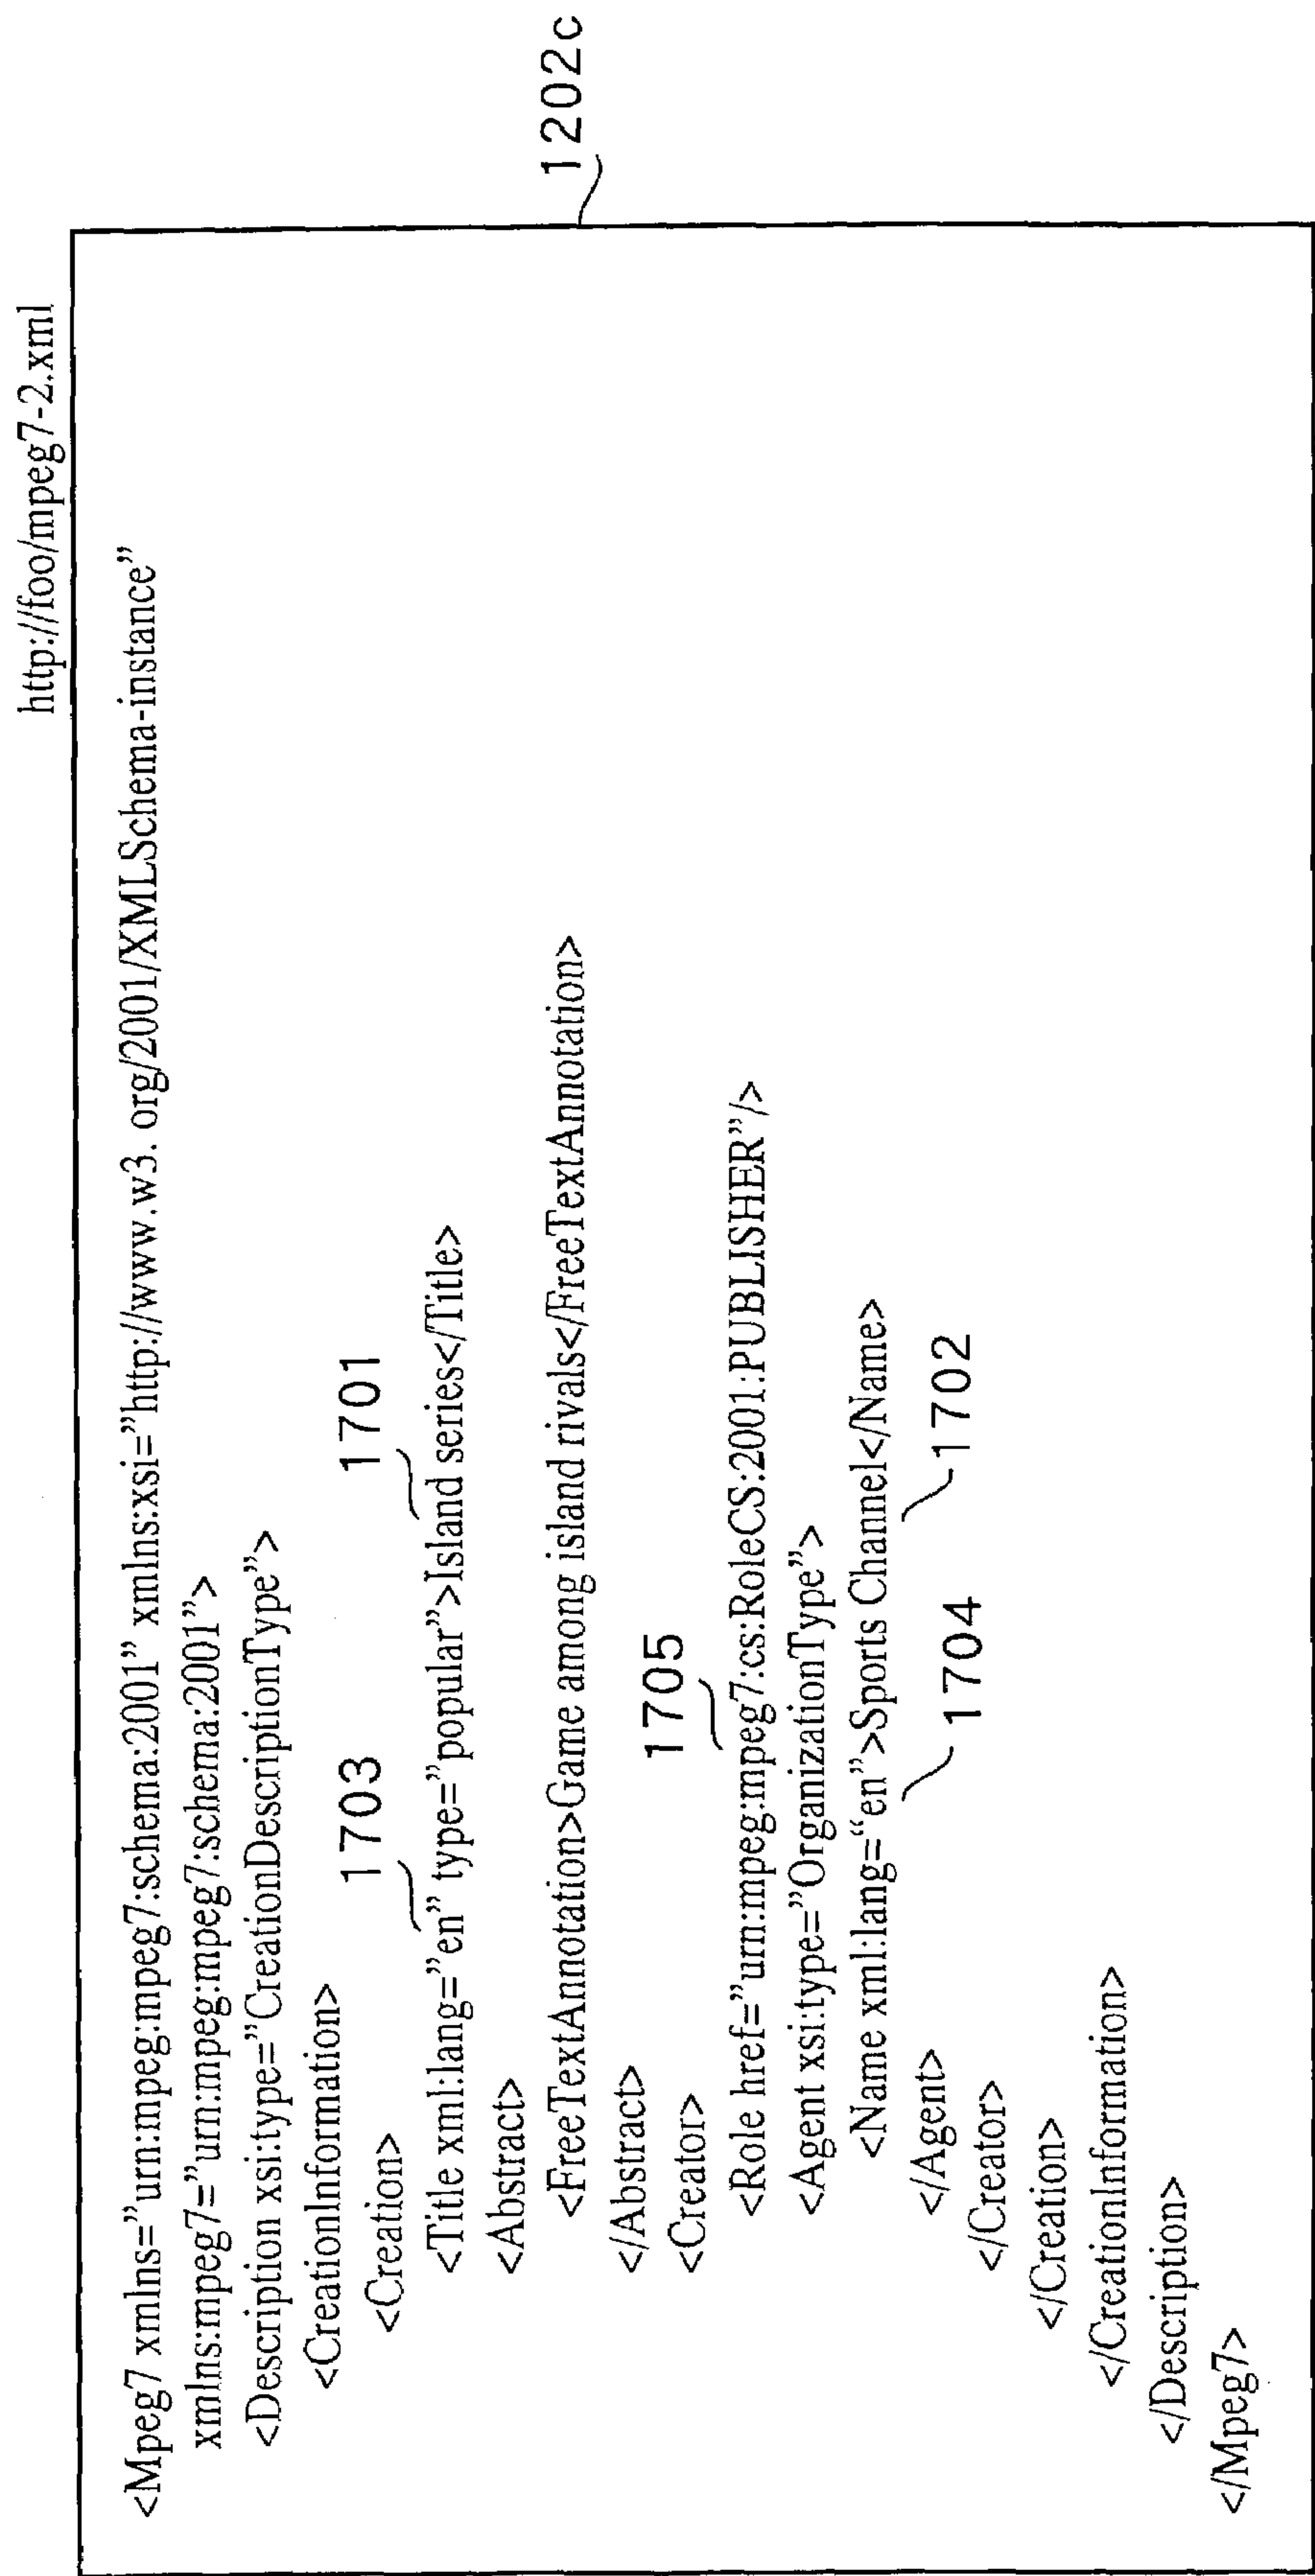 http://foo/mpeg7-2.xml
<Mpeg7 xmlns=”urn:mpeg:mpeg7:schema:2001” xmlns:xsi=”http://www.w3. org/2001/XMLSchema-instance”
xmlns:mpeg7=”urn:mpeg:mpeg7:schema:2001”>
<Description xsi:type=”CreationDescriptionType”>
<CreationInformation>
<Creation>
1703
1701
<Title xml:lang=”en” type=”popular”>Island series</Title>
<Abstract>
<FreeTextAnnotation>Game among island rivals</FreeTextAnnotation>
</Abstract>
<Creator>
1705
<Role href=”urn:mpeg:mpeg7:cs:RoleCS:2001:PUBLISHER”/>
<Agent xsi:type=”OrganizationType”>
<Name xml:lang=“en”>Sports Channel</Name>
1704
1702
</Agent>
</Creator>
</Creation>
</CreationInformation>
</Description>
</Mpeg7>
1202c